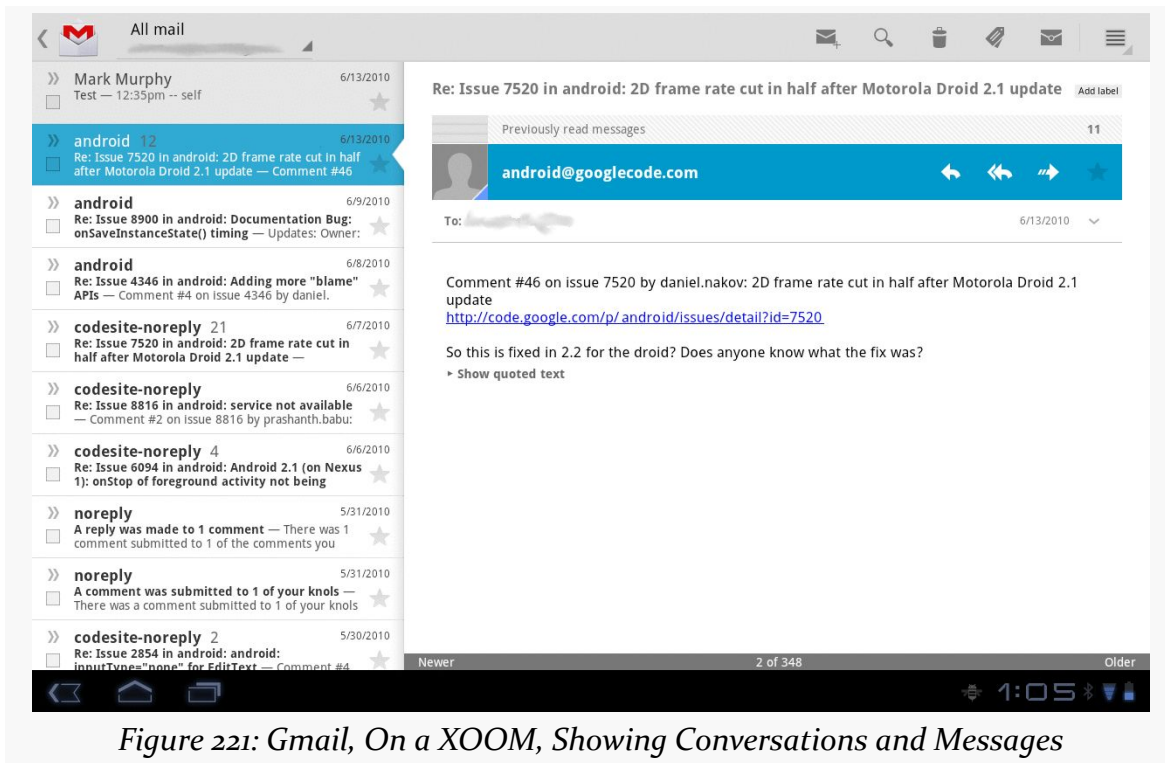 All mail
Mark Murphy 6/13/2010
Test — 12:35pm -- self
android 12 6/13/2010
Re: Issue 7520 in android: 2D frame rate cut in half
after Motorola Droid 2.1 update — Comment #46
android 6/9/2010
Re: Issue 8900 in android: Documentation Bug:
onSaveInstanceState() timing — Updates: Owner:
android 6/8/2010
Re: Issue 4346 in android: Adding more "blame"
APIs — Comment #4 on issue 4346 by daniel.
codesite-noreply 21 6/7/2010
Re: Issue 7520 in android: 2D frame rate cut in
half after Motorola Droid 2.1 update —
codesite-noreply 6/6/2010
Re: Issue 8816 in android: service not available
— Comment #2 on issue 8816 by prashanth.babu:
codesite-noreply 4 6/6/2010
Re: Issue 6094 in android: Android 2.1 (on Nexus
1): onStop of foreground activity not being
noreply 5/31/2010
A reply was made to 1 comment — There was 1
comment submitted to 1 of the comments you
noreply 5/31/2010
A comment was submitted to 1 of your knols —
There was a comment submitted to 1 of your knols
codesite-noreply 2 5/30/2010
Re: Issue 2854 in android: android:
inputType="none" for EditText — Comment #4
Re: Issue 7520 in android: 2D frame rate cut in half after Motorola Droid 2.1 update Add label
Previously read messages 11
android@googlecode.com
To: 6/13/2010
Comment #46 on issue 7520 by daniel.nakov: 2D frame rate cut in half after Motorola Droid 2.1
update
http://code.google.com/p/android/issues/detail?id=7520
So this is fixed in 2.2 for the droid? Does anyone know what the fix was?
▸ Show quoted text
Newer 2 of 348 Older
1:05
Figure 221: Gmail, On a XOOM, Showing Conversations and Messages